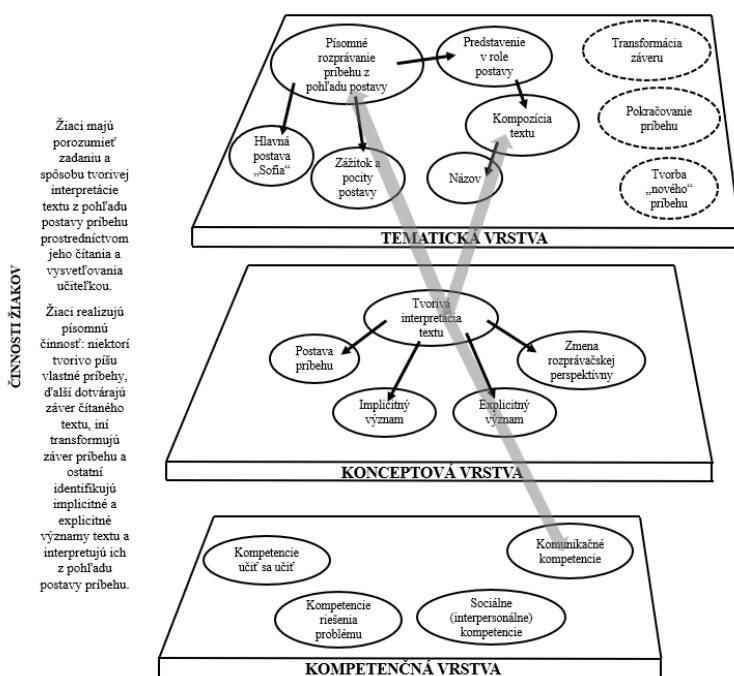 ČINNOSTI ŽIAKOV
Žiaci majú
porozumieť
zadaniu a
spôsobu tvorivej
interpretácie
textu z pohľadu
postavy príbehu
prostredníctvom
jeho čítania a
vysvetľovania
učiteľkou.
Žiaci realizujú
písomnú
činnosť: niektorí
tvorivo píšu
vlastné príbehy,
ďalší dotvárajú
záver čítaného
textu, iní
transformujú
záver príbehu a
ostatní
identifikujú
implicitné a
explicitné
významy textu a
interpretujú ich
z pohľadu
postavy príbehu.
Písomné
rozprávanie
príbehu z
pohľadu postavy
Predstavenie
v role
postavy
Transformácia
záveru
Pokračovanie
príbehu
Kompozícia
textu
Hlavná
postava
„Sofia“
Zážitok a
pocity
postavy
Názov
Tvorba
„nového“
príbehu
TEMATICKÁ VRSTVA
Tvorivá
interpretácia
textu
Postava
príbehu
Zmena
rozprávačskej
perspektívny
Implicitný
význam
Explicitný
význam
KONCEPTOVÁ VRSTVA
Kompetencie
učiť sa učiť
Komunikačné
kompetencie
Kompetencie
riešenia
problému
Sociálne
(interpersonálne)
kompetencie
KOMPETENČNÁ VRSTVA